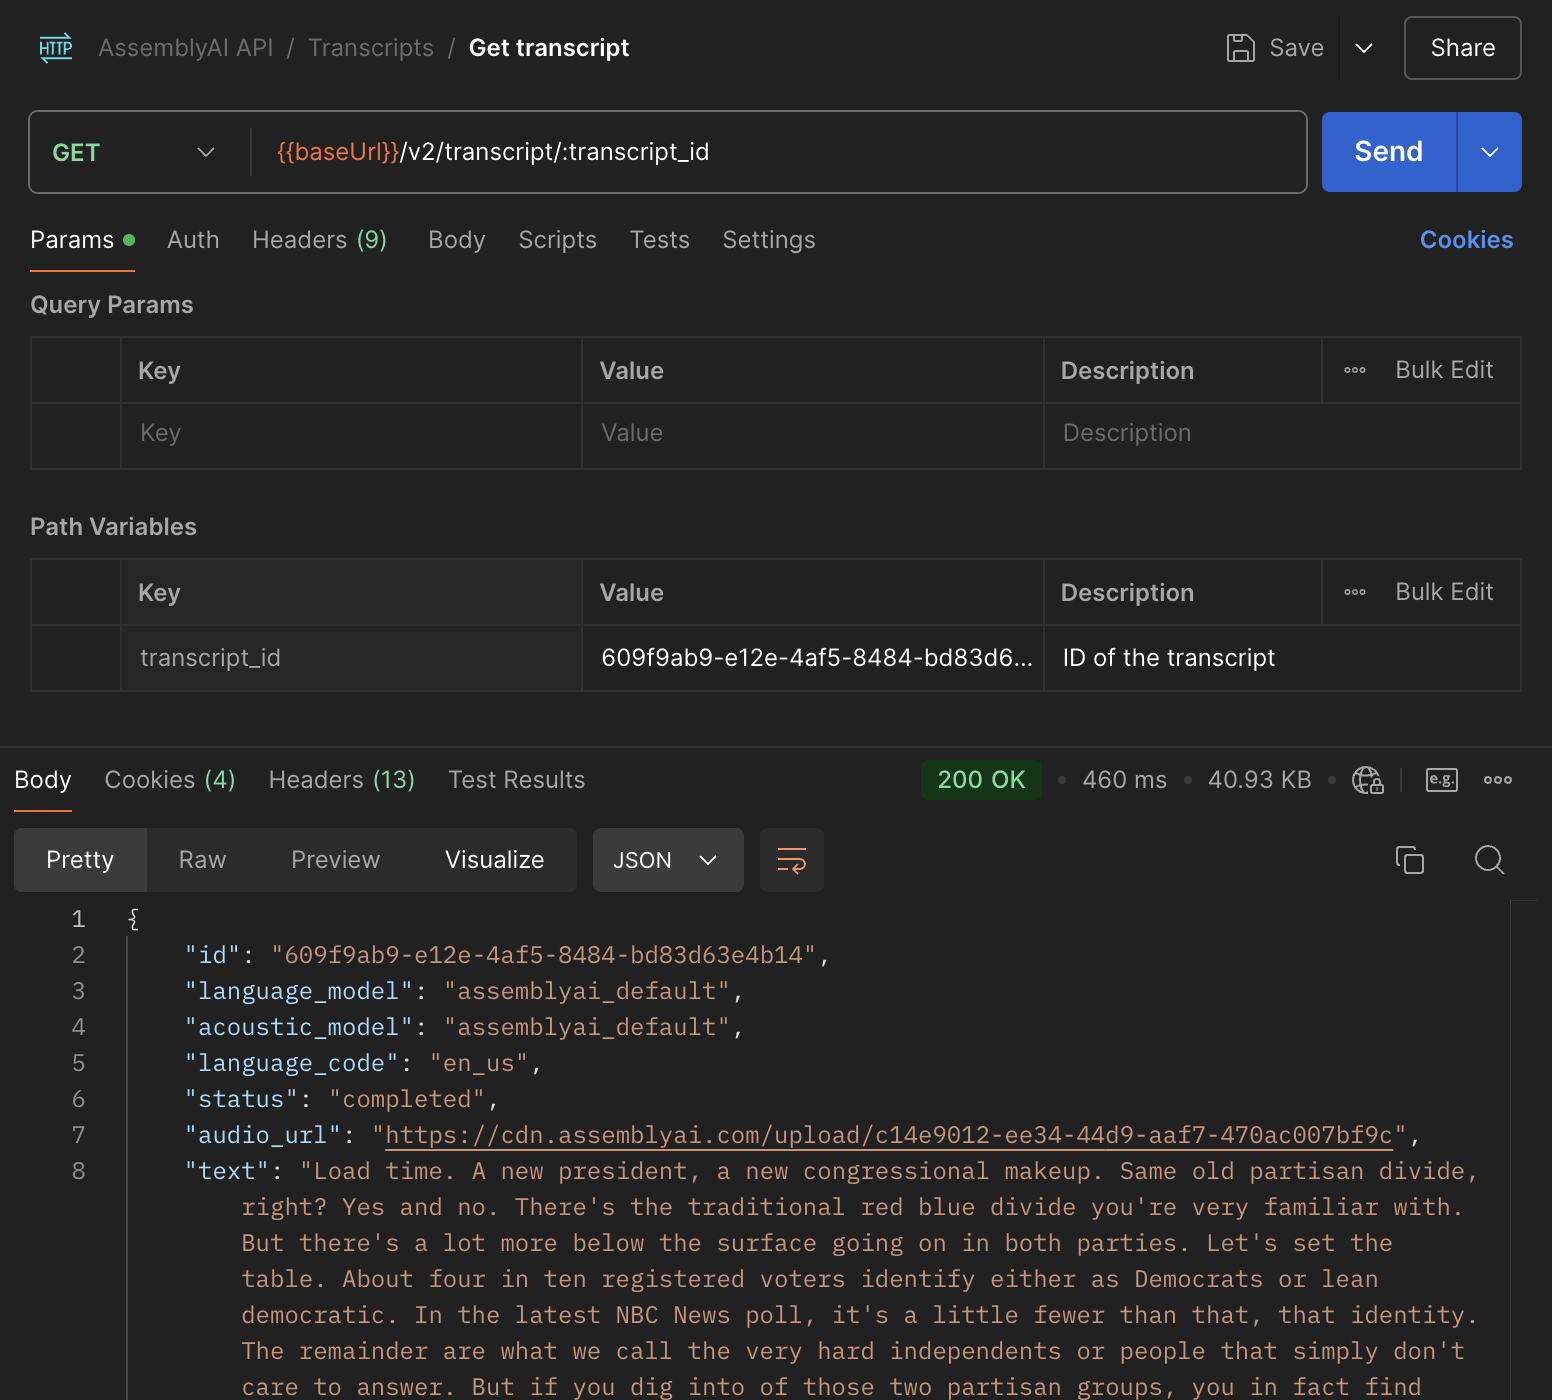 HTTP AssemblyAI API / Transcripts / Get transcript Save Share
GET {{baseUrl}}/v2/transcript/:transcript_id Send
Params Auth Headers (9) Body Scripts Tests Settings Cookies
Query Params
Key Value Description Bulk Edit
Key Value Description
Path Variables
Key Value Description Bulk Edit
transcript_id 609f9ab9-e12e-4af5-8484-bd83d6... ID of the transcript
Body Cookies (4) Headers (13) Test Results 200 OK 460 ms 40.93 KB e.g.
Pretty Raw Preview Visualize JSON
1 {
2 "id": "609f9ab9-e12e-4af5-8484-bd83d63e4b14",
3 "language_model": "assemblyai_default",
4 "acoustic_model": "assemblyai_default",
5 "language_code": "en_us",
6 "status": "completed",
7 "audio_url": "https://cdn.assemblyai.com/upload/c14e9012-ee34-44d9-aaf7-470ac007bf9c",
8 "text": "Load time. A new president, a new congressional makeup. Same old partisan divide,
right? Yes and no. There's the traditional red blue divide you're very familiar with.
But there's a lot more below the surface going on in both parties. Let's set the
table. About four in ten registered voters identify either as Democrats or lean
democratic. In the latest NBC News poll, it's a little fewer than that, that identity.
The remainder are what we call the very hard independents or people that simply don't
care to answer. But if you dig into of those two partisan groups, you in fact find